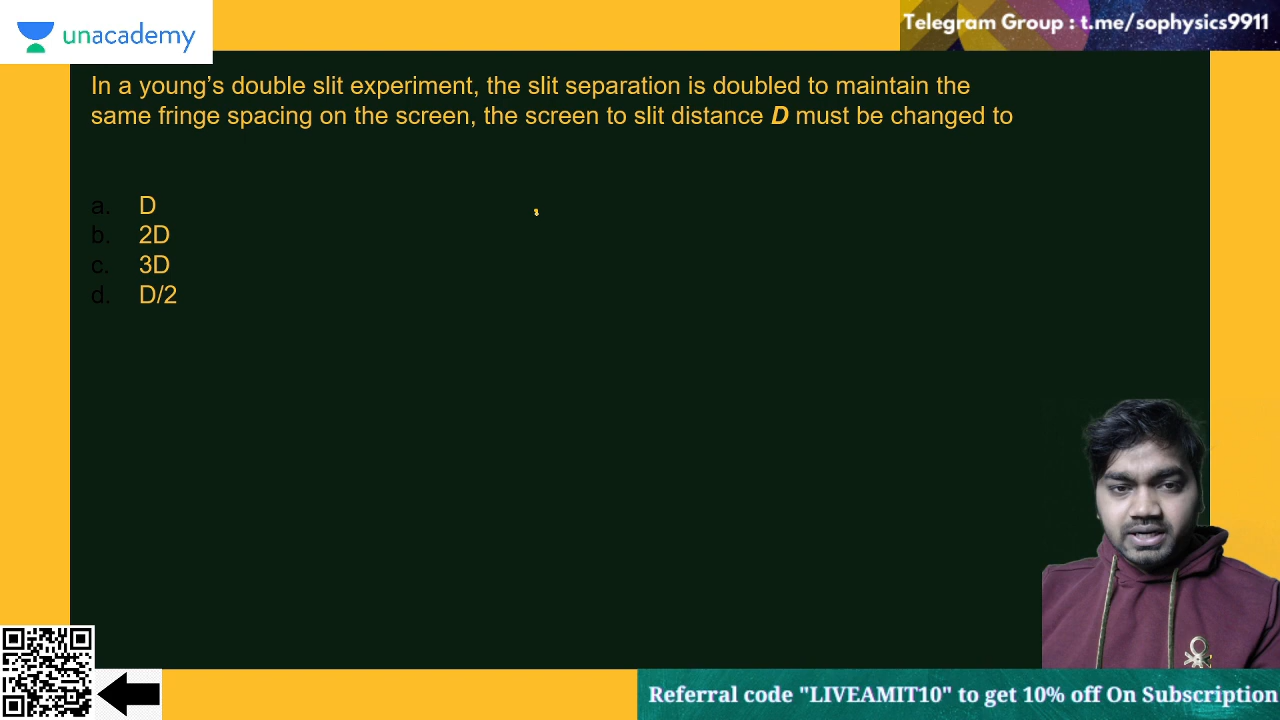 unacademy
Telegram Group : t.me/sophysics9911
In a young’s double slit experiment, the slit separation is doubled to maintain the
same fringe spacing on the screen, the screen to slit distance D must be changed to
a. D
b. 2D
c. 3D
d. D/2
Referral code "LIVEAMIT10" to get 10% off On Subscription